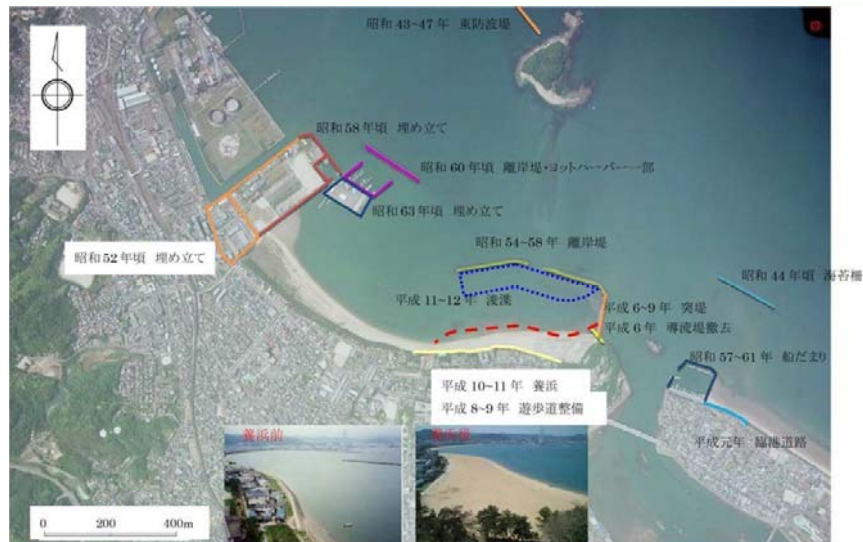 昭和43~47年 東防波堤
昭和58年頃 埋め立て
昭和60年頃 離岸堤・ヨットハーバー一部
昭和63年頃 埋め立て
昭和52年頃 埋め立て
昭和54~58年 離岸堤
昭和44年頃 海苔柵
平成11~12年 浚渫
平成6~9年 突堤
平成6年 導流堤撤去
昭和57~61年 船だまり
平成10~11年 養浜
平成8~9年 遊歩道整備
平成元年 臨港道路
養浜前
0 200 400m